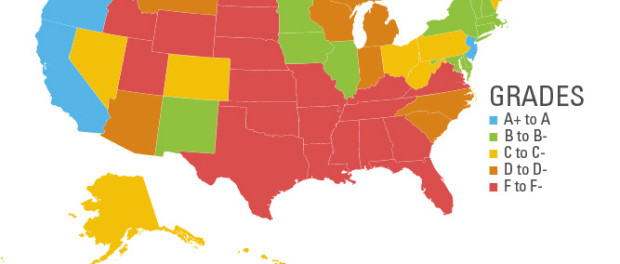 GRADES
A+ to A
B to B-
C to C-
D to D-
F to F-